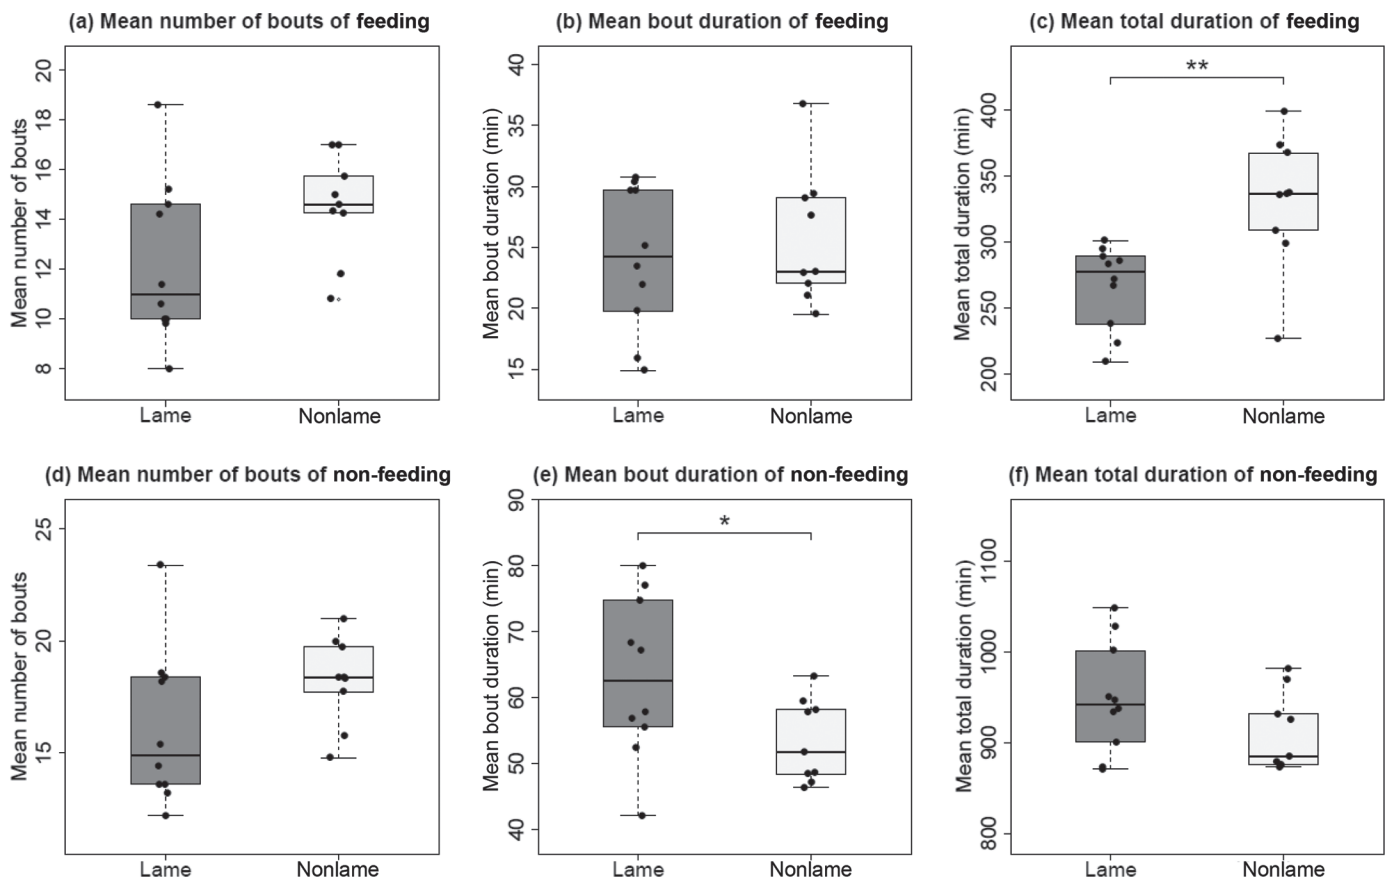 (a) Mean number of bouts of feeding
Mean number of bouts
20
18
16
14
12
10
8
Lame
Nonlame
(b) Mean bout duration of feeding
Mean bout duration (min)
40
35
30
25
20
15
Lame
Nonlame
(c) Mean total duration of feeding
Mean total duration (min)
400
350
300
250
200
**
Lame
Nonlame
(d) Mean number of bouts of non-feeding
Mean number of bouts
25
20
15
Lame
Nonlame
(e) Mean bout duration of non-feeding
Mean bout duration (min)
90
80
70
60
50
40
*
Lame
Nonlame
(f) Mean total duration of non-feeding
Mean total duration (min)
1100
1000
900
800
Lame
Nonlame